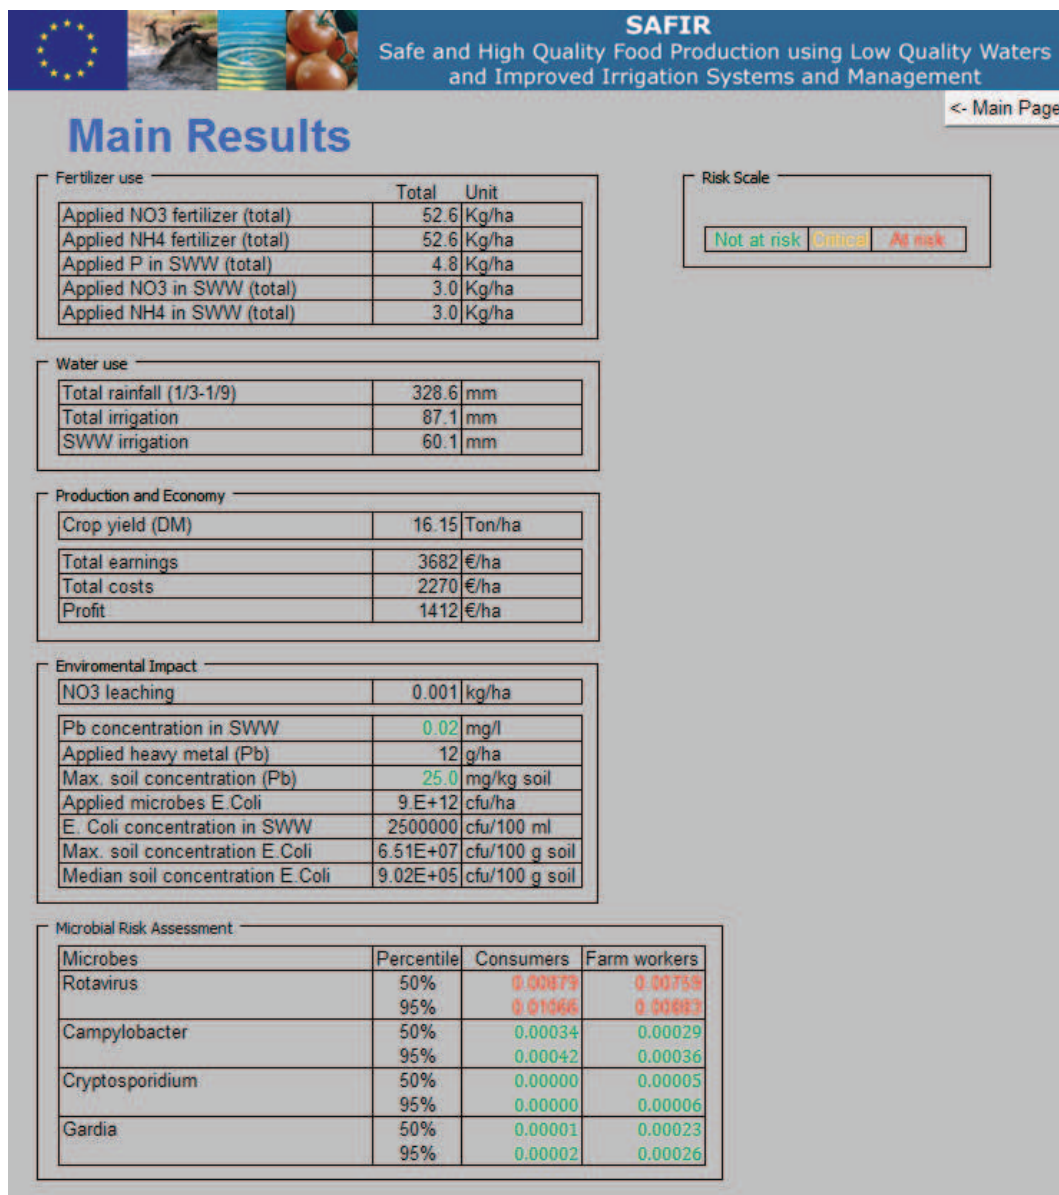 SAFIR
Safe and High Quality Food Production using Low Quality Waters
and Improved Irrigation Systems and Management
<- Main Page
Main Results
Fertilizer use
Total Unit
Applied NO3 fertilizer (total) 52.6 Kg/ha
Applied NH4 fertilizer (total) 52.6 Kg/ha
Applied P in SWW (total) 4.8 Kg/ha
Applied NO3 in SWW (total) 3.0 Kg/ha
Applied NH4 in SWW (total) 3.0 Kg/ha
Risk Scale
Not at risk Critical At risk
Water use
Total rainfall (1/3-1/9) 328.6 mm
Total irrigation 87.1 mm
SWW irrigation 60.1 mm
Production and Economy
Crop yield (DM) 16.15 Ton/ha
Total earnings 3682 €/ha
Total costs 2270 €/ha
Profit 1412 €/ha
Enviromental Impact
NO3 leaching 0.001 kg/ha
Pb concentration in SWW 0.02 mg/l
Applied heavy metal (Pb) 12 g/ha
Max. soil concentration (Pb) 25.0 mg/kg soil
Applied microbes E.Coli 9.E+12 cfu/ha
E. Coli concentration in SWW 2500000 cfu/100 ml
Max. soil concentration E.Coli 6.51E+07 cfu/100 g soil
Median soil concentration E.Coli 9.02E+05 cfu/100 g soil
Microbial Risk Assessment
Microbes Percentile Consumers Farm workers
Rotavirus 50% 0.00879 0.00759
95% 0.01066
Campylobacter 50% 0.00034 0.00029
95% 0.00042 0.00036
Cryptosporidium 50% 0.00000 0.00005
95% 0.00000 0.00006
Gardia 50% 0.00001 0.00023
95% 0.00002 0.00026